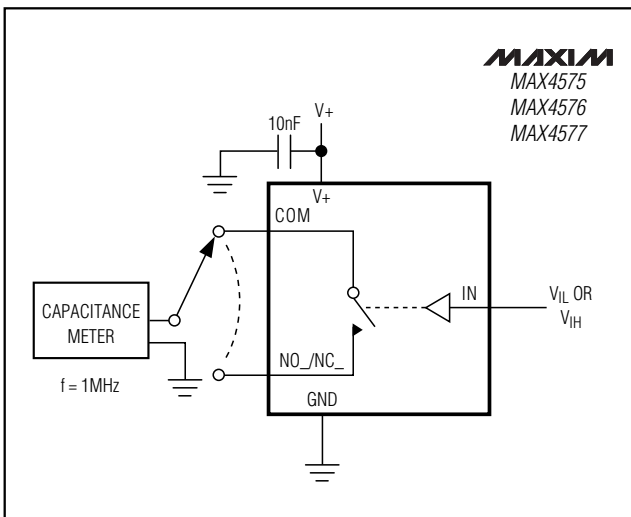 MAXIM
MAX4575
MAX4576
MAX4577
V+
10nF
V+
COM
IN
VIL OR
VIH
CAPACITANCE
METER
NO_/NC_
f = 1MHz
GND